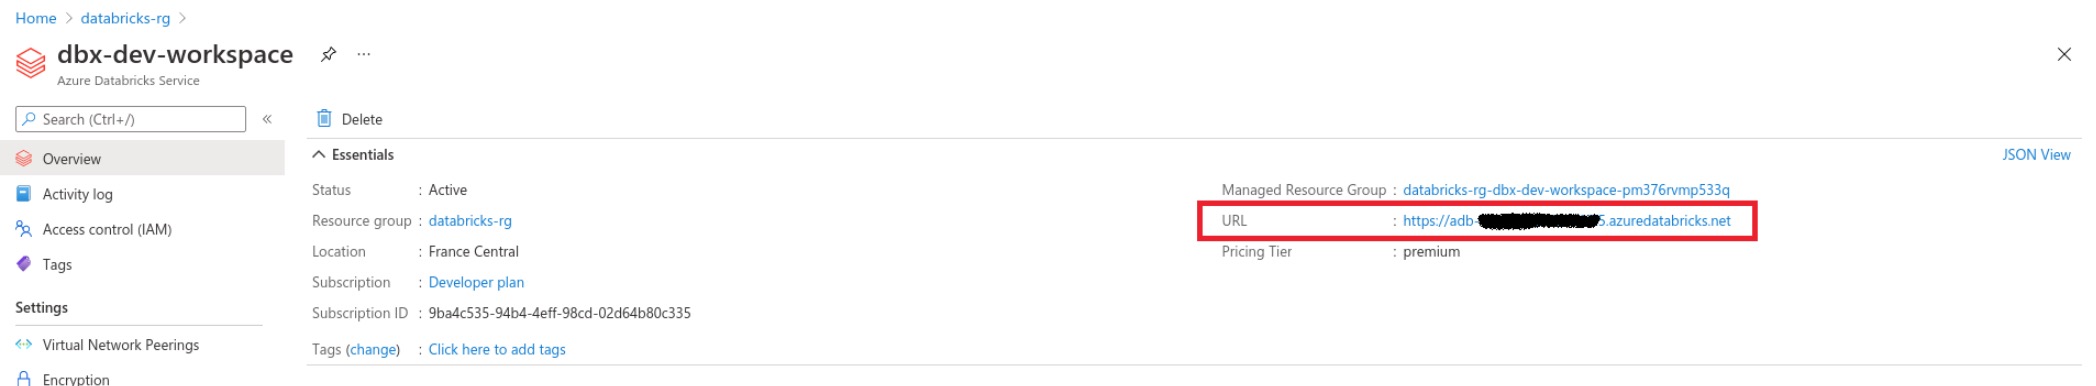 Home > databricks-rg >
dbx-dev-workspace ...
Azure Databricks Service
Search (Ctrl+/) «
Overview
Activity log
Access control (IAM)
Tags
Settings
Virtual Network Peerings
Encryption
Delete
Essentials
JSON View
Status : Active
Resource group : databricks-rg
Location : France Central
Subscription : Developer plan
Subscription ID : 9ba4c535-94b4-4eff-98cd-02d64b80c335
Tags (change) : Click here to add tags
Managed Resource Group : databricks-rg-dbx-dev-workspace-pm376rvmp533q
URL : https://adb- 5.azuredatabricks.net
Pricing Tier : premium